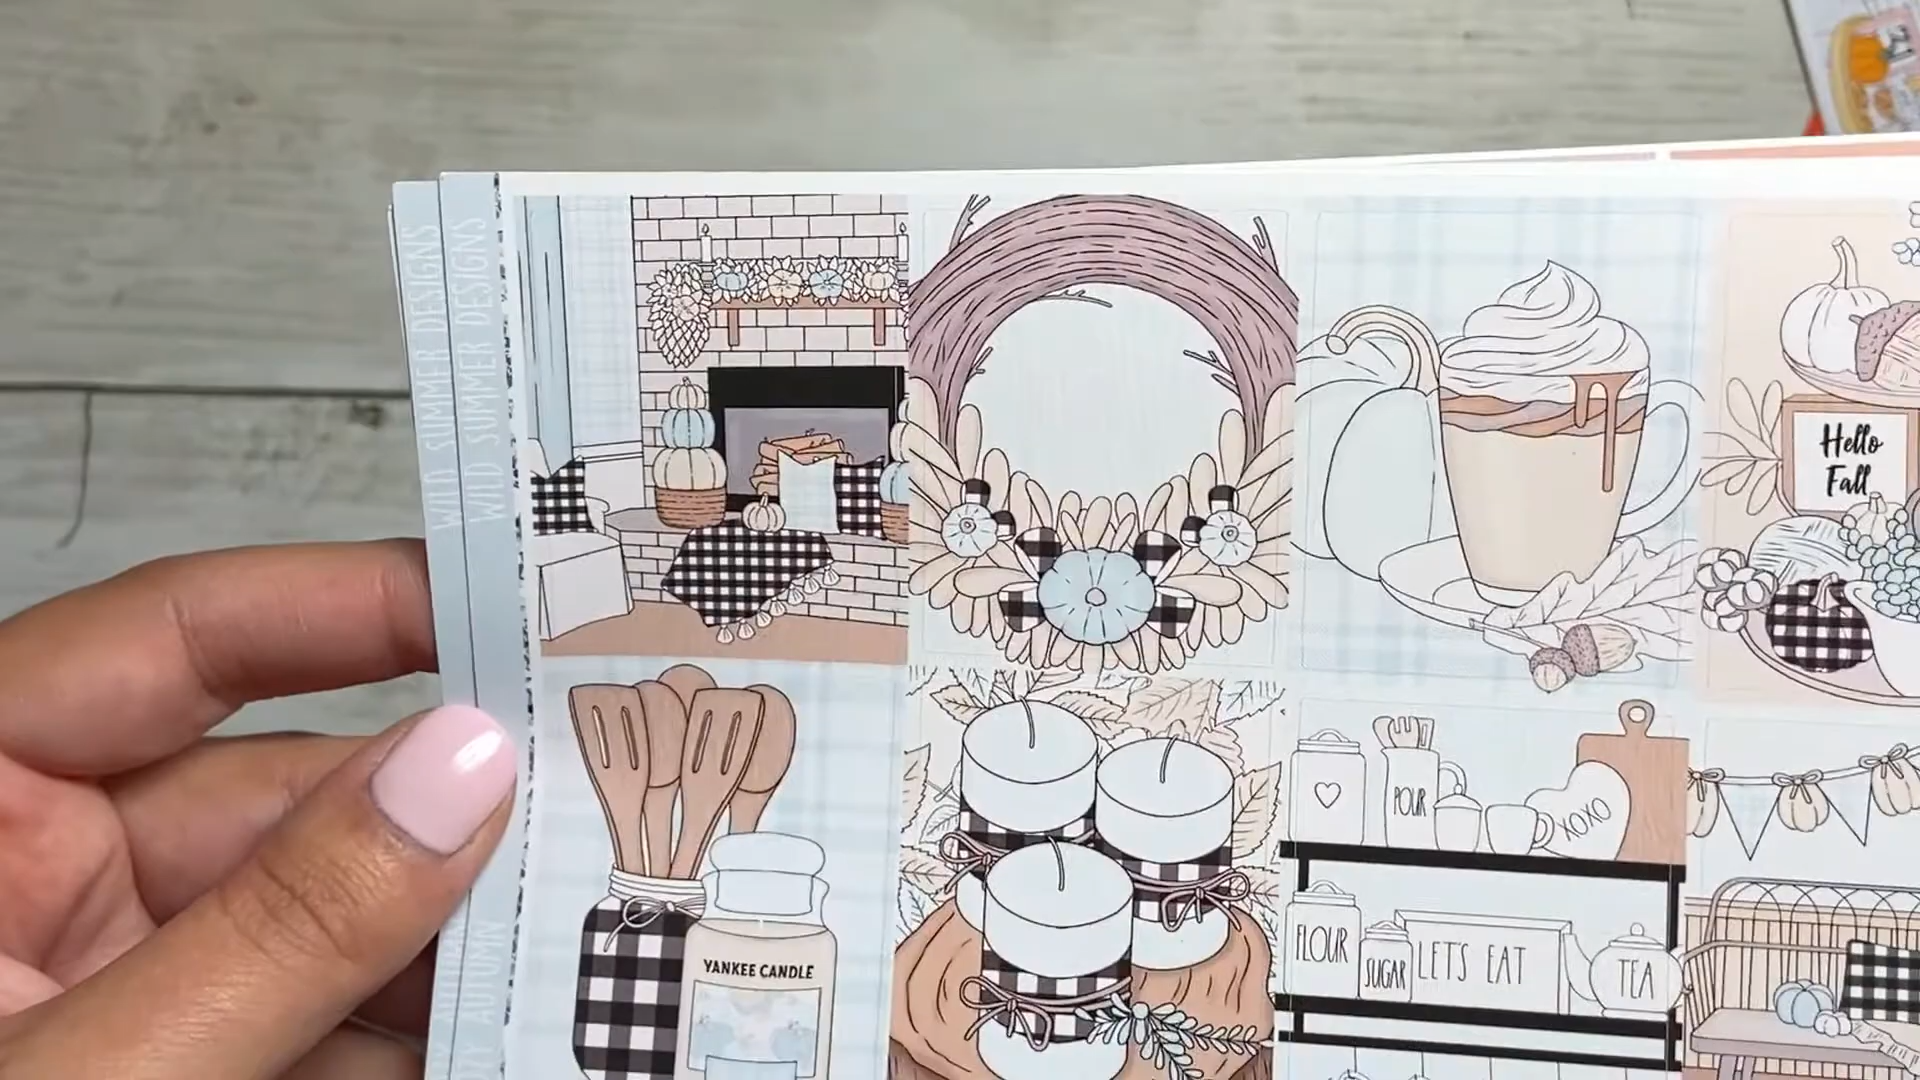 WILD SUMMER DESIGNS
WILD SUMMER DESIGNS
Hello
Fall
POUR
XOXO
YANKEE CANDLE
FLOUR
SUGAR
LET'S EAT
TEA
AUTUMN